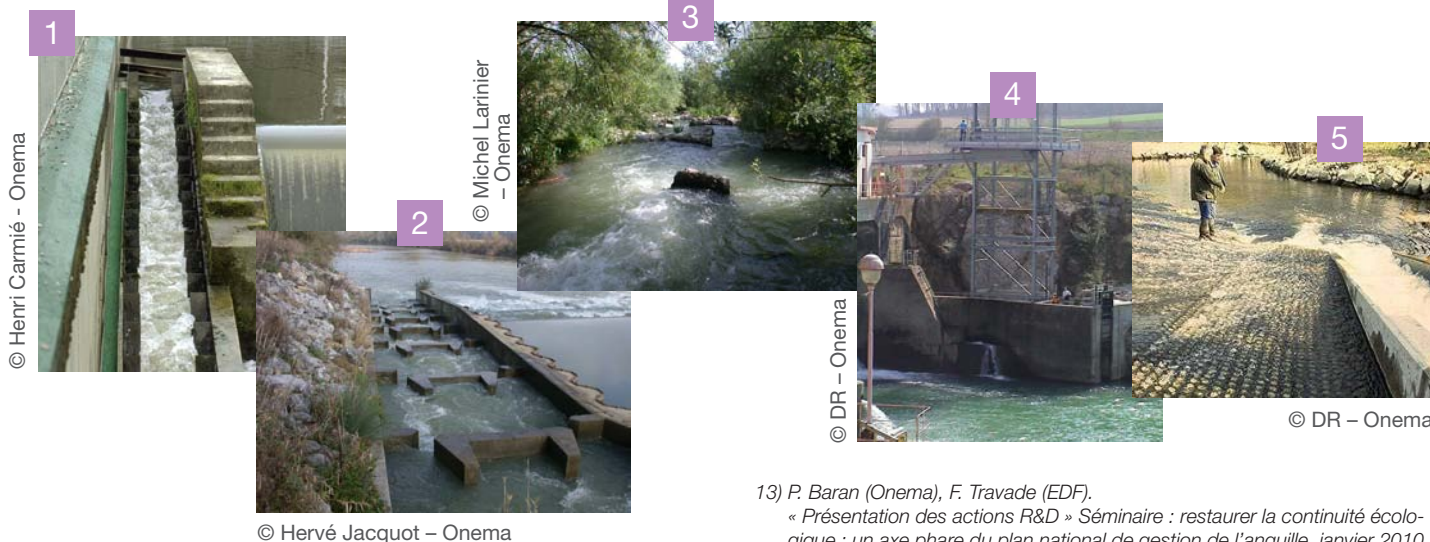 1
© Henri Carmié - Onema
2
© Hervé Jacquot – Onema
3
© Michel Larinier
– Onema
4
© DR – Onema
5
© DR – Onema
13) P. Baran (Onema), F. Travade (EDF).
« Présentation des actions R&D » Séminaire : restaurer la continuité écolo-
gique : un axe phare du plan national de gestion de l'anguille, janvier 2010